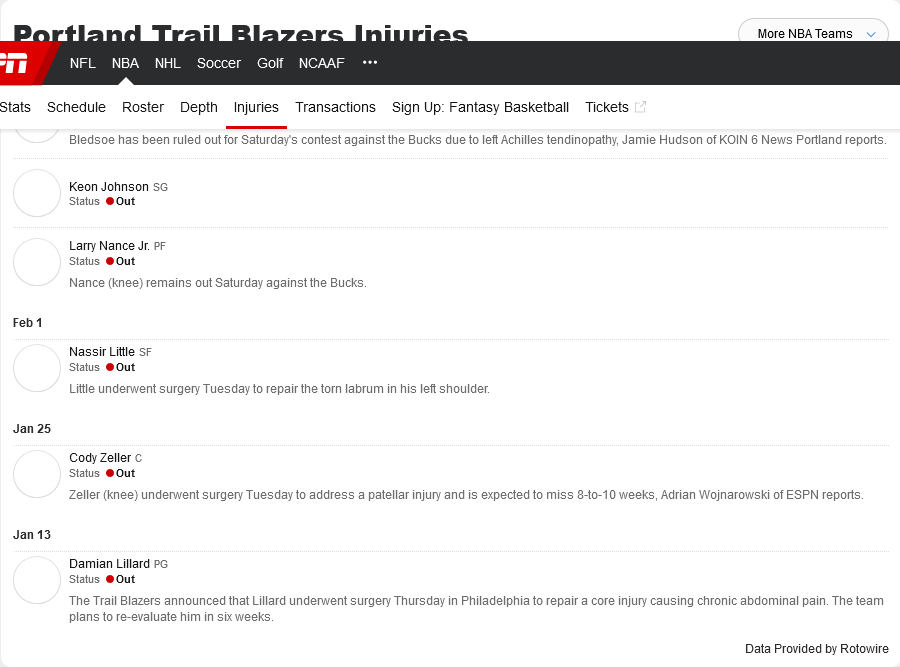 Portland Trail Blazers Injuries
More NBA Teams
NFL NBA NHL Soccer Golf NCAAF •••
Stats Schedule Roster Depth Injuries Transactions Sign Up: Fantasy Basketball Tickets
Bledsoe has been ruled out for Saturday's contest against the Bucks due to left Achilles tendinopathy, Jamie Hudson of KOIN 6 News Portland reports.
Keon Johnson SG
Status Out
Larry Nance Jr. PF
Status Out
Nance (knee) remains out Saturday against the Bucks.
Feb 1
Nassir Little SF
Status Out
Little underwent surgery Tuesday to repair the torn labrum in his left shoulder.
Jan 25
Cody Zeller C
Status Out
Zeller (knee) underwent surgery Tuesday to address a patellar injury and is expected to miss 8-to-10 weeks, Adrian Wojnarowski of ESPN reports.
Jan 13
Damian Lillard PG
Status Out
The Trail Blazers announced that Lillard underwent surgery Thursday in Philadelphia to repair a core injury causing chronic abdominal pain. The team
plans to re-evaluate him in six weeks.
Data Provided by Rotowire